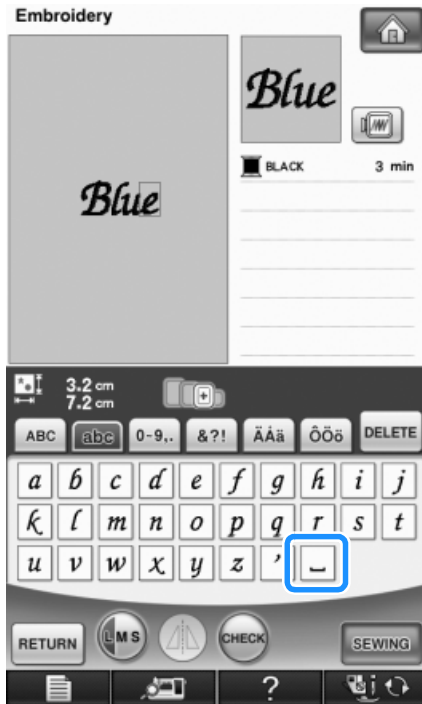 Embroidery
Blue
Blue
BLACK 3 min
3.2 cm
7.2 cm
ABC abc 0-9,. &?! ÄÅä ÔÖö DELETE
a b c d e f g h i j
k l m n o p q r s t
u v w x y z ’ ⎵
RETURN L M S CHECK SEWING
?